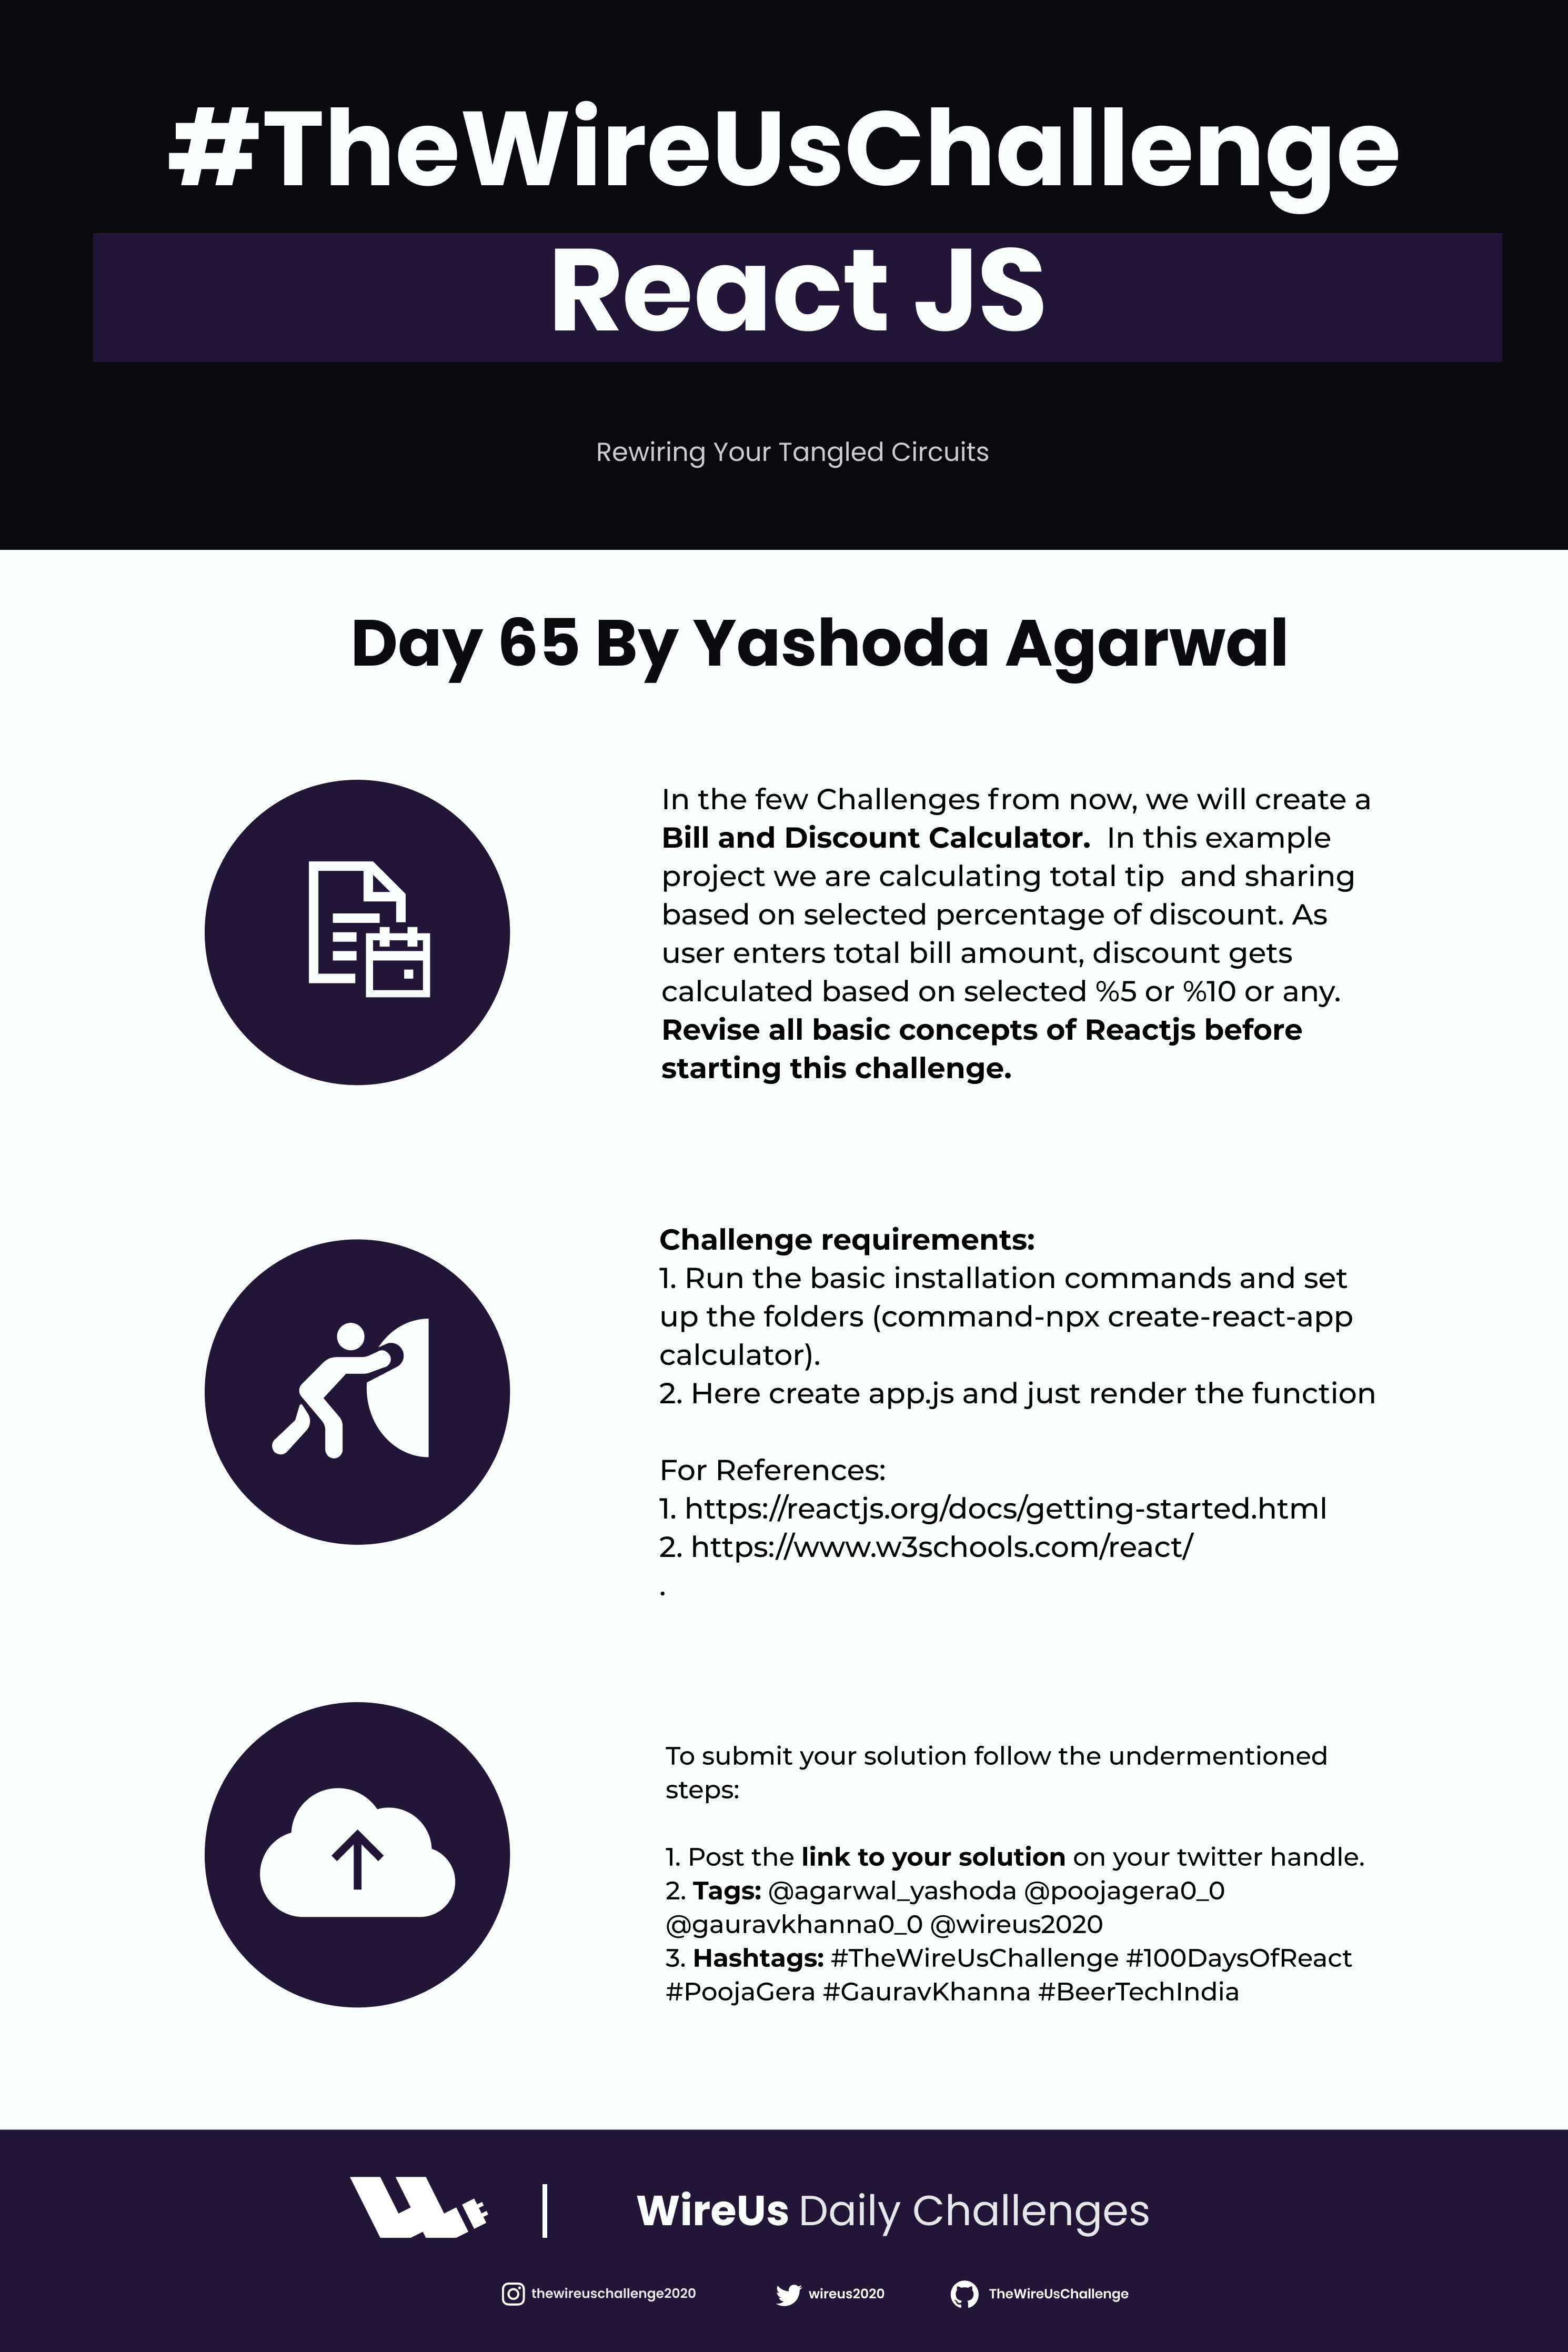 #TheWireUsChallenge
React JS
Rewiring Your Tangled Circuits
Day 65 By Yashoda Agarwal
In the few Challenges from now, we will create a
Bill and Discount Calculator.  In this example
project we are calculating total tip  and sharing
based on selected percentage of discount. As
user enters total bill amount, discount gets
calculated based on selected %5 or %10 or any.
Revise all basic concepts of Reactjs before
starting this challenge.
Challenge requirements:
1. Run the basic installation commands and set
up the folders (command-npx create-react-app
calculator).
2. Here create app.js and just render the function
For References:
1. https://reactjs.org/docs/getting-started.html
2. https://www.w3schools.com/react/
.
To submit your solution follow the undermentioned
steps:
1. Post the link to your solution on your twitter handle.
2. Tags: @agarwal_yashoda @poojagera0_0
@gauravkhanna0_0 @wireus2020
3. Hashtags: #TheWireUsChallenge #100DaysOfReact
#PoojaGera #GauravKhanna #BeerTechIndia
WireUs Daily Challenges
thewireuschallenge2020 wireus2020 TheWireUsChallenge